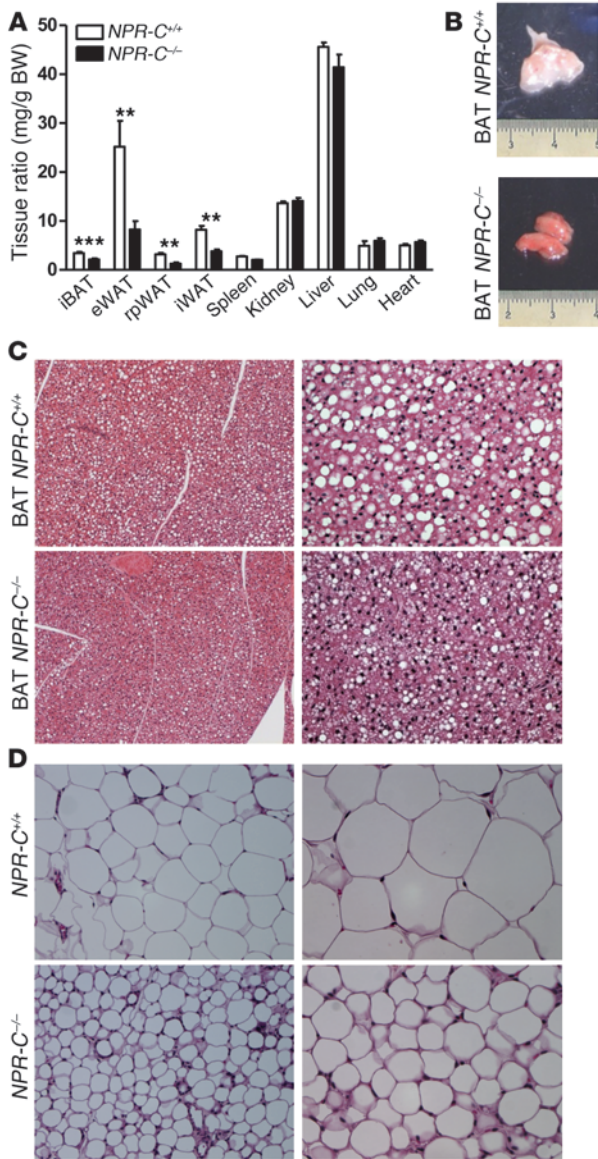 A
NPR-C+/+
NPR-C−/−
Tissue ratio (mg/g BW)
50
40
30
20
10
0
***
**
**
**
iBAT
eWAT
rpWAT
iWAT
Spleen
Kidney
Liver
Lung
Heart
B
BAT NPR-C+/+
3
4
5
BAT NPR-C−/−
2
3
4
C
BAT NPR-C+/+
BAT NPR-C−/−
D
NPR-C+/+
NPR-C−/−